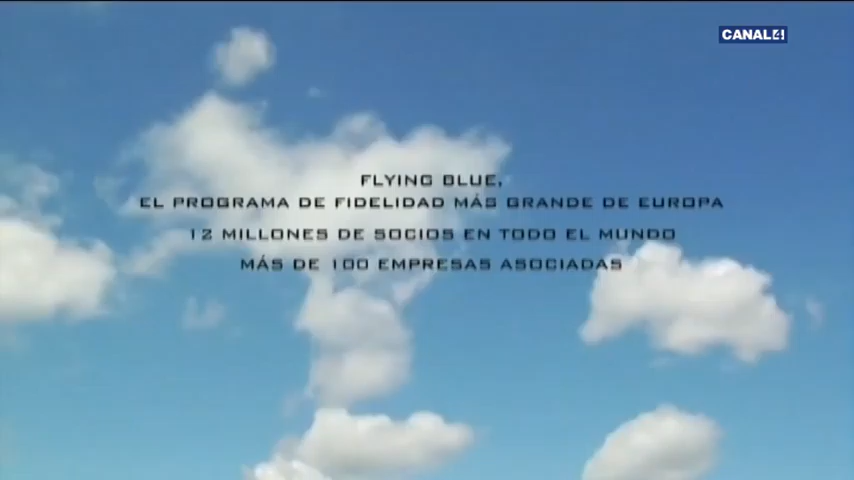 CANAL4
FLYING BLUE,
EL PROGRAMA DE FIDELIDAD MÁS GRANDE DE EUROPA
12 MILLONES DE SOCIOS EN TODO EL MUNDO
MÁS DE 100 EMPRESAS ASOCIADAS